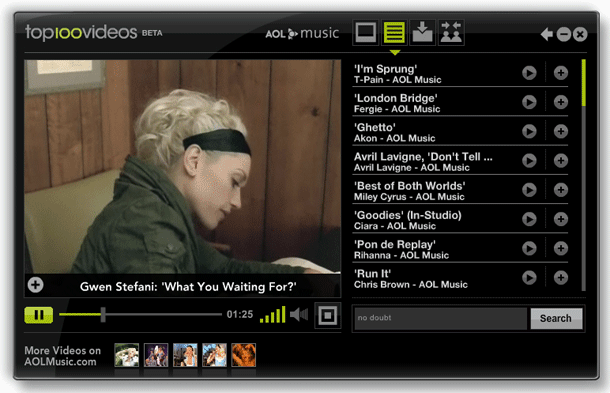 top100videos BETA
AOL music
'I'm Sprung'
T-Pain - AOL Music
'London Bridge'
Fergie - AOL Music
'Ghetto'
Akon - AOL Music
Avril Lavigne, 'Don't Tell ...
Avril Lavigne - AOL Music
'Best of Both Worlds'
Miley Cyrus - AOL Music
'Goodies' (In-Studio)
Ciara - AOL Music
'Pon de Replay'
Rihanna - AOL Music
'Run It'
Chris Brown - AOL Music
Gwen Stefani: 'What You Waiting For?'
01:25
no doubt
Search
More Videos on
AOLMusic.com